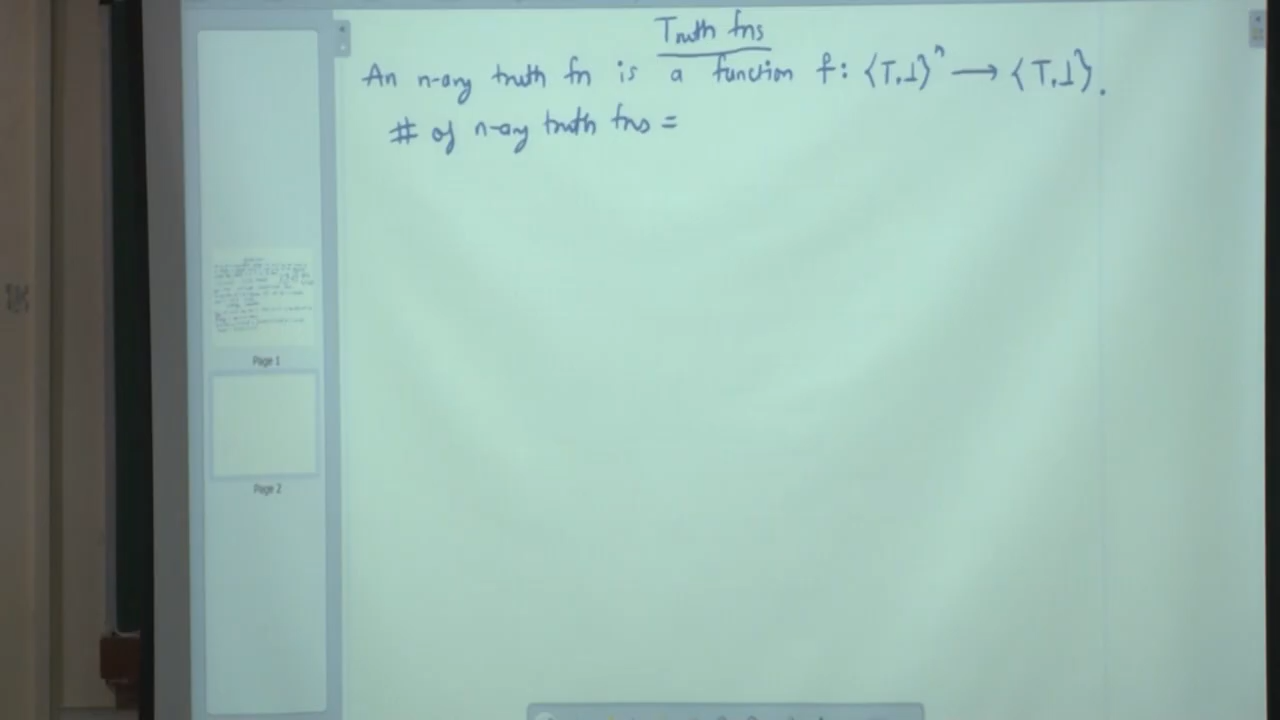 Truth fns
An n-ary truth fn is a function f: {T,⊥}ⁿ → {T,⊥}.
# of n-ary truth fns =
Page 1
Page 2